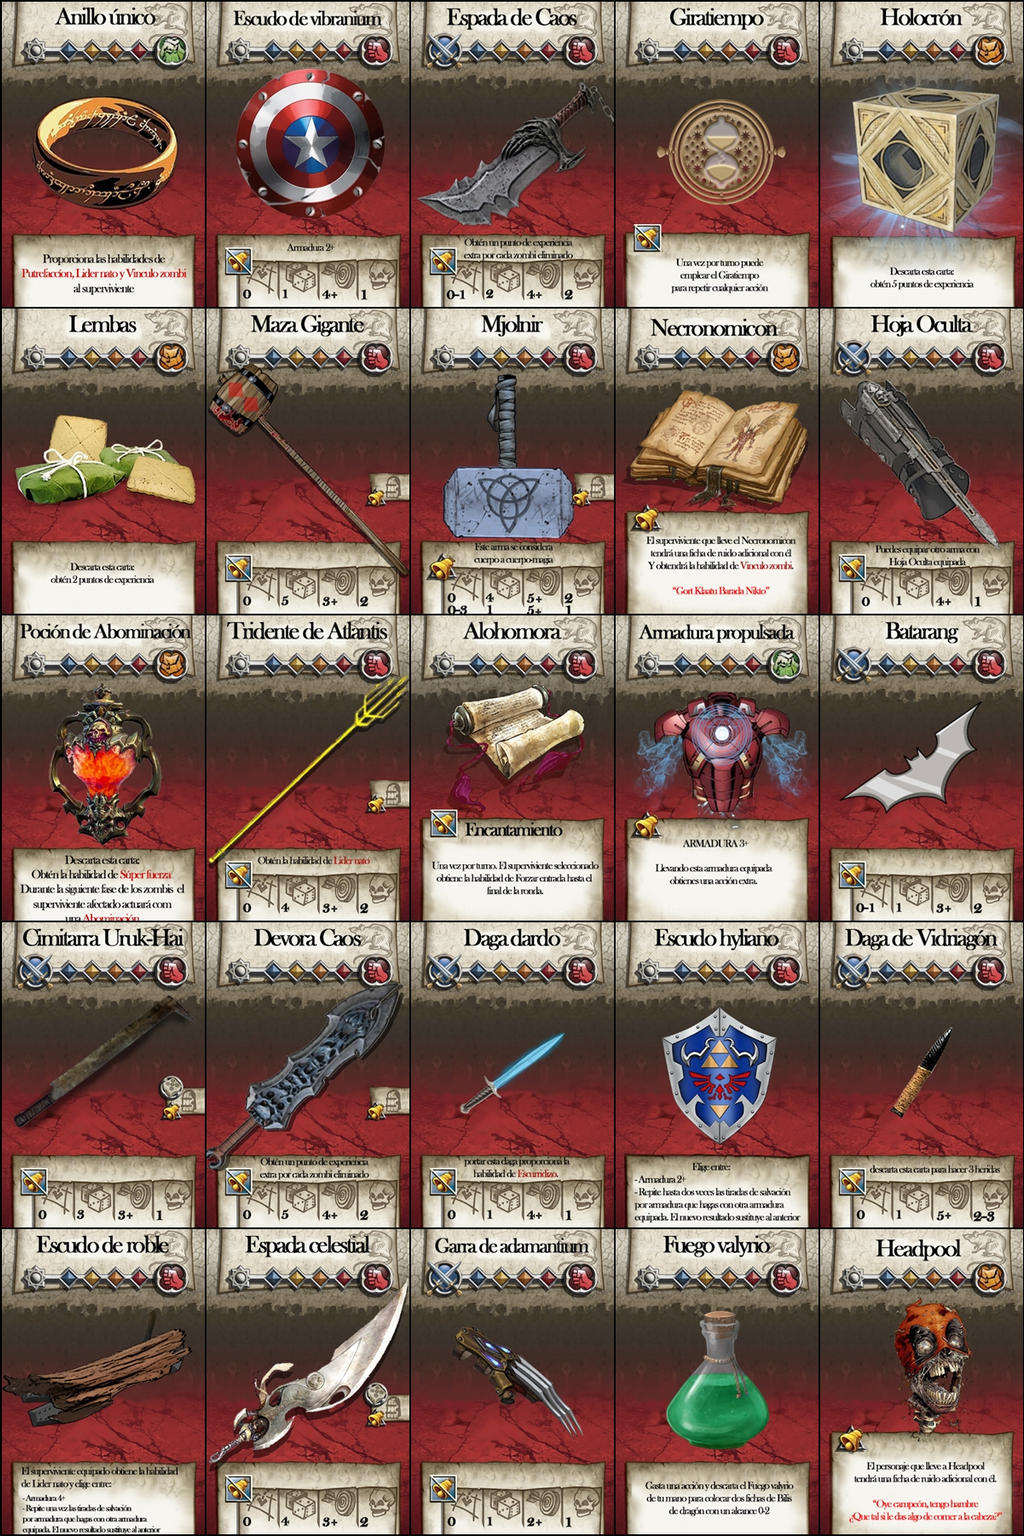 Anillo único
Proporciona las habilidades de
Putrefaccion, Lider nato y Vinculo zombi
al superviviente
Escudo de vibranium
Armadura 2+
0 1 4+ 1
Espada de Caos
Obtén un punto de experiencia
extra por cada zombi eliminado
0-1 2 4+ 2
Giratiempo
Una vez por turno puede
emplear el Giratiempo
para repetir cualquier acción
Holocrón
Descarta esta carta:
obtén 5 puntos de experiencia
Lembas
Descarta esta carta:
obtén 2 puntos de experiencia
Maza Gigante
0 5 3+ 2
Mjolnir
Este arma se considera
cuerpo a cuerpo-magia
0 4 5+ 2
0-3 1 5+ 1
Necronomicon
El superviviente que lleve el Necronomicon
tendrá una ficha de ruido adicional con él
Y obtendrá la habilidad de Vinculo zombi.
"Gort Klaatu Barada Nikto"
Hoja Oculta
Puedes equipar otro arma con
Hoja Oculta equipada
0 1 4+ 1
Poción de Abominación
Descarta esta carta:
Obtén la habilidad de Súper fuerza
Durante la siguiente fase de los zombis el
superviviente afectado actuará com
una Abominación
Tridente de Atlantis
Obtén la habilidad de Lider nato
0 4 3+ 2
Alohomora
Encantamiento
Una vez por turno. El superviviente seleccionado
obtiene la habilidad de Forzar entrada hasta el
final de la ronda.
Armadura propulsada
ARMADURA 3+
Llevando esta armadura equipada
obtienes una acción extra.
Batarang
0-1 1 3+ 2
Cimitarra Uruk-Hai
0 3 3+ 2
Devora Caos
Obtén un punto de experiencia
extra por cada zombi eliminado
0 5 4+ 2
Daga dardo
portar esta daga proporciona la
habilidad de Escurridizo.
0 1 4+ 1
Escudo hyliano
Elige entre:
- Armadura 2+
- Repite hasta dos veces las tiradas de salvación
por armadura que hagas con otra armadura
equipada. El nuevo resultado sustituye al anterior
Daga de Vidriagón
descarta esta carta para hacer 3 heridas
0 1 5+ 2-3
Escudo de roble
El superviviente equipado obtiene la habilidad
de Lider nato y elige entre:
- Armadura 4+
- Repite una vez las tiradas de salvación
por armadura que hagas con otra armadura
equipada. El nuevo resultado sustituye al anterior
Espada celestial
0 4 4+ 2
Garra de adamantium
0 1 4+ 2
Fuego valyrio
Gasta una acción y descarta el Fuego valyrio
de tu mano para colocar dos fichas de Bilis
de dragón con un alcance 0-2
Headpool
El personaje que lleve a Headpool
tendrá una ficha de ruido adicional con él.
"Oye campeón, tengo hambre
¿Que tal si le das algo de comer a la cabeza?"